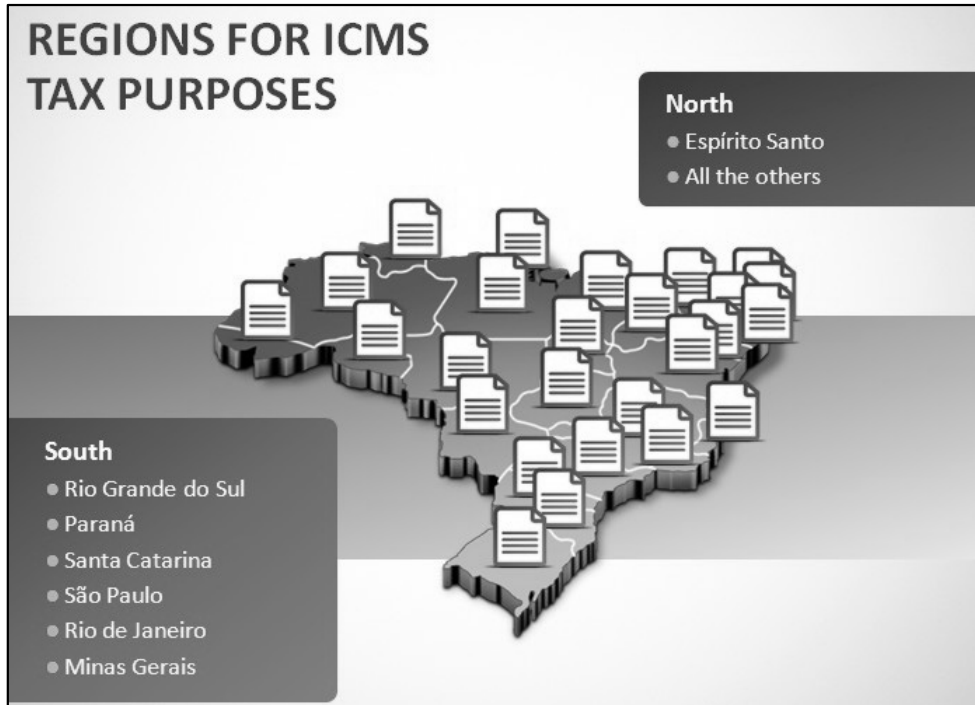 REGIONS FOR ICMS
TAX PURPOSES
North
• Espírito Santo
• All the others
South
• Rio Grande do Sul
• Paraná
• Santa Catarina
• São Paulo
• Rio de Janeiro
• Minas Gerais